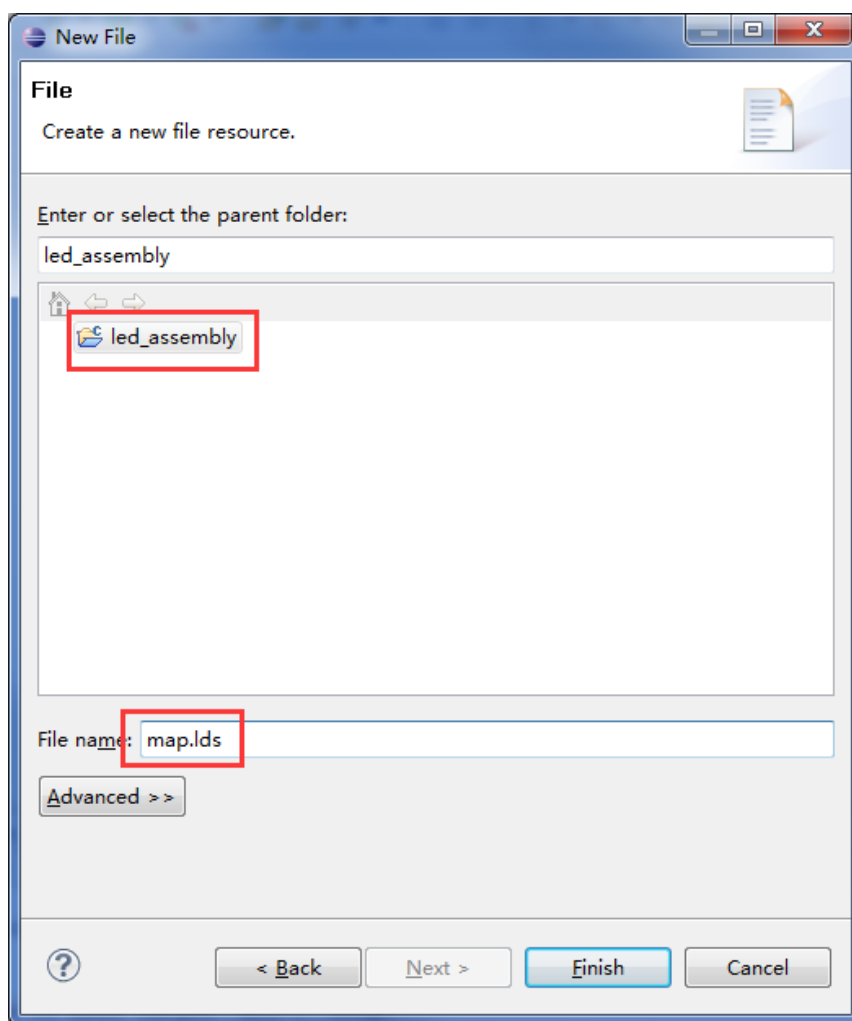 New File
File
Create a new file resource.
Enter or select the parent folder:
led_assembly
led_assembly
File name: map.lds
Advanced >>
< Back Next > Finish Cancel